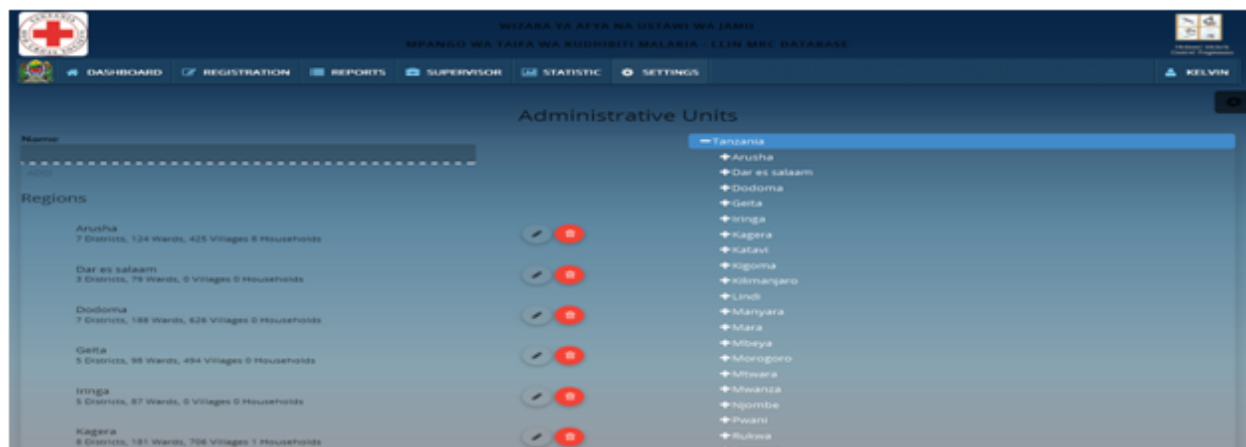 WIZARA YA AFYA NA USTAWI WA JAMII
MPANGO WA TAIFA WA KUDHIBITI MALARIA - LLIN MRC DATABASE
DASHBOARD REGISTRATION REPORTS SUPERVISOR STATISTIC SETTINGS KELVIN
Administrative Units
Name
ADD
Regions
Arusha
7 Districts, 124 Wards, 425 Villages 8 Households
Dar es salaam
3 Districts, 79 Wards, 0 Villages 0 Households
Dodoma
7 Districts, 188 Wards, 626 Villages 0 Households
Geita
5 Districts, 98 Wards, 494 Villages 0 Households
Iringa
5 Districts, 87 Wards, 0 Villages 0 Households
Kagera
8 Districts, 181 Wards, 706 Villages 1 Households
Tanzania
Arusha
Dar es salaam
Dodoma
Geita
Iringa
Kagera
Katavi
Kigoma
Kilimanjaro
Lindi
Manyara
Mara
Mbeya
Morogoro
Mtwara
Mwanza
Njombe
Pwani
Rukwa